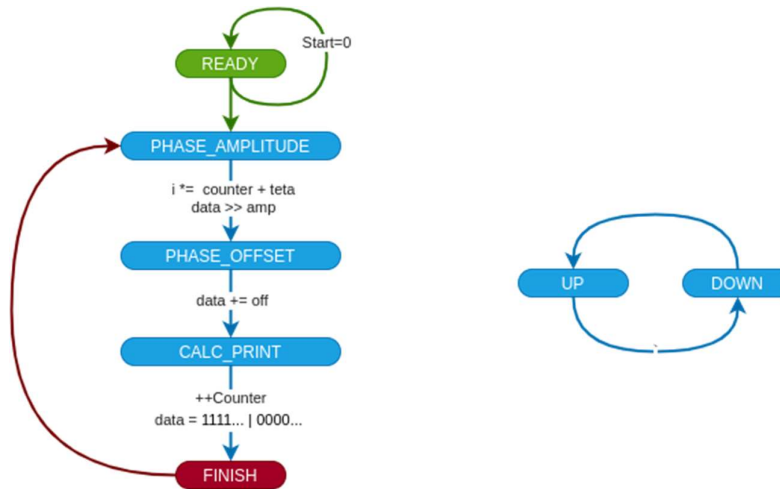 Start=0
READY
PHASE_AMPLITUDE
i *= counter + teta
data >> amp
PHASE_OFFSET
data += off
CALC_PRINT
++Counter
data = 1111... | 0000...
FINISH
UP
DOWN